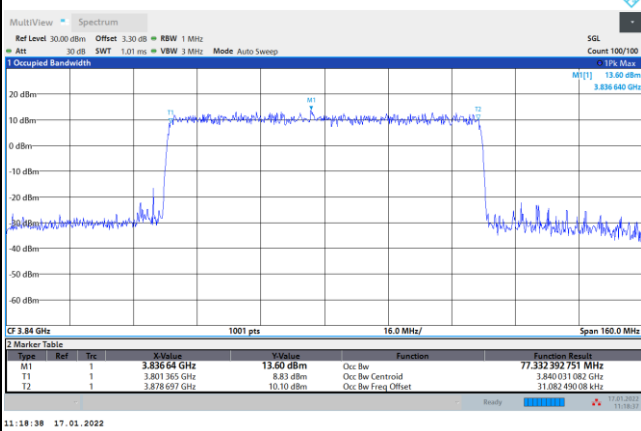 MultiView Spectrum
Ref Level 30.00 dBm Offset 3.30 dB RBW 1 MHz SGL
Att 30 dB SWT 1.01 ms VBW 3 MHz Mode Auto Sweep Count 100/100
1 Occupied Bandwidth 1Pk Max
M1[1] 13.60 dBm
3.836 640 GHz
20 dBm
M1
T1
T2
10 dBm
0 dBm
-10 dBm
-20 dBm
-30 dBm
-40 dBm
-50 dBm
-60 dBm
CF 3.84 GHz 1001 pts 16.0 MHz/ Span 160.0 MHz
2 Marker Table
Type Ref Trc X-Value Y-Value Function Function Result
M1 1 3.836 64 GHz 13.60 dBm Occ Bw 77.332 392 751 MHz
T1 1 3.801 365 GHz 8.83 dBm Occ Bw Centroid 3.840 031 082 GHz
T2 1 3.878 697 GHz 10.10 dBm Occ Bw Freq Offset 31.082 490 08 kHz
Ready 17.01.2022
11:18:37
11:18:38 17.01.2022